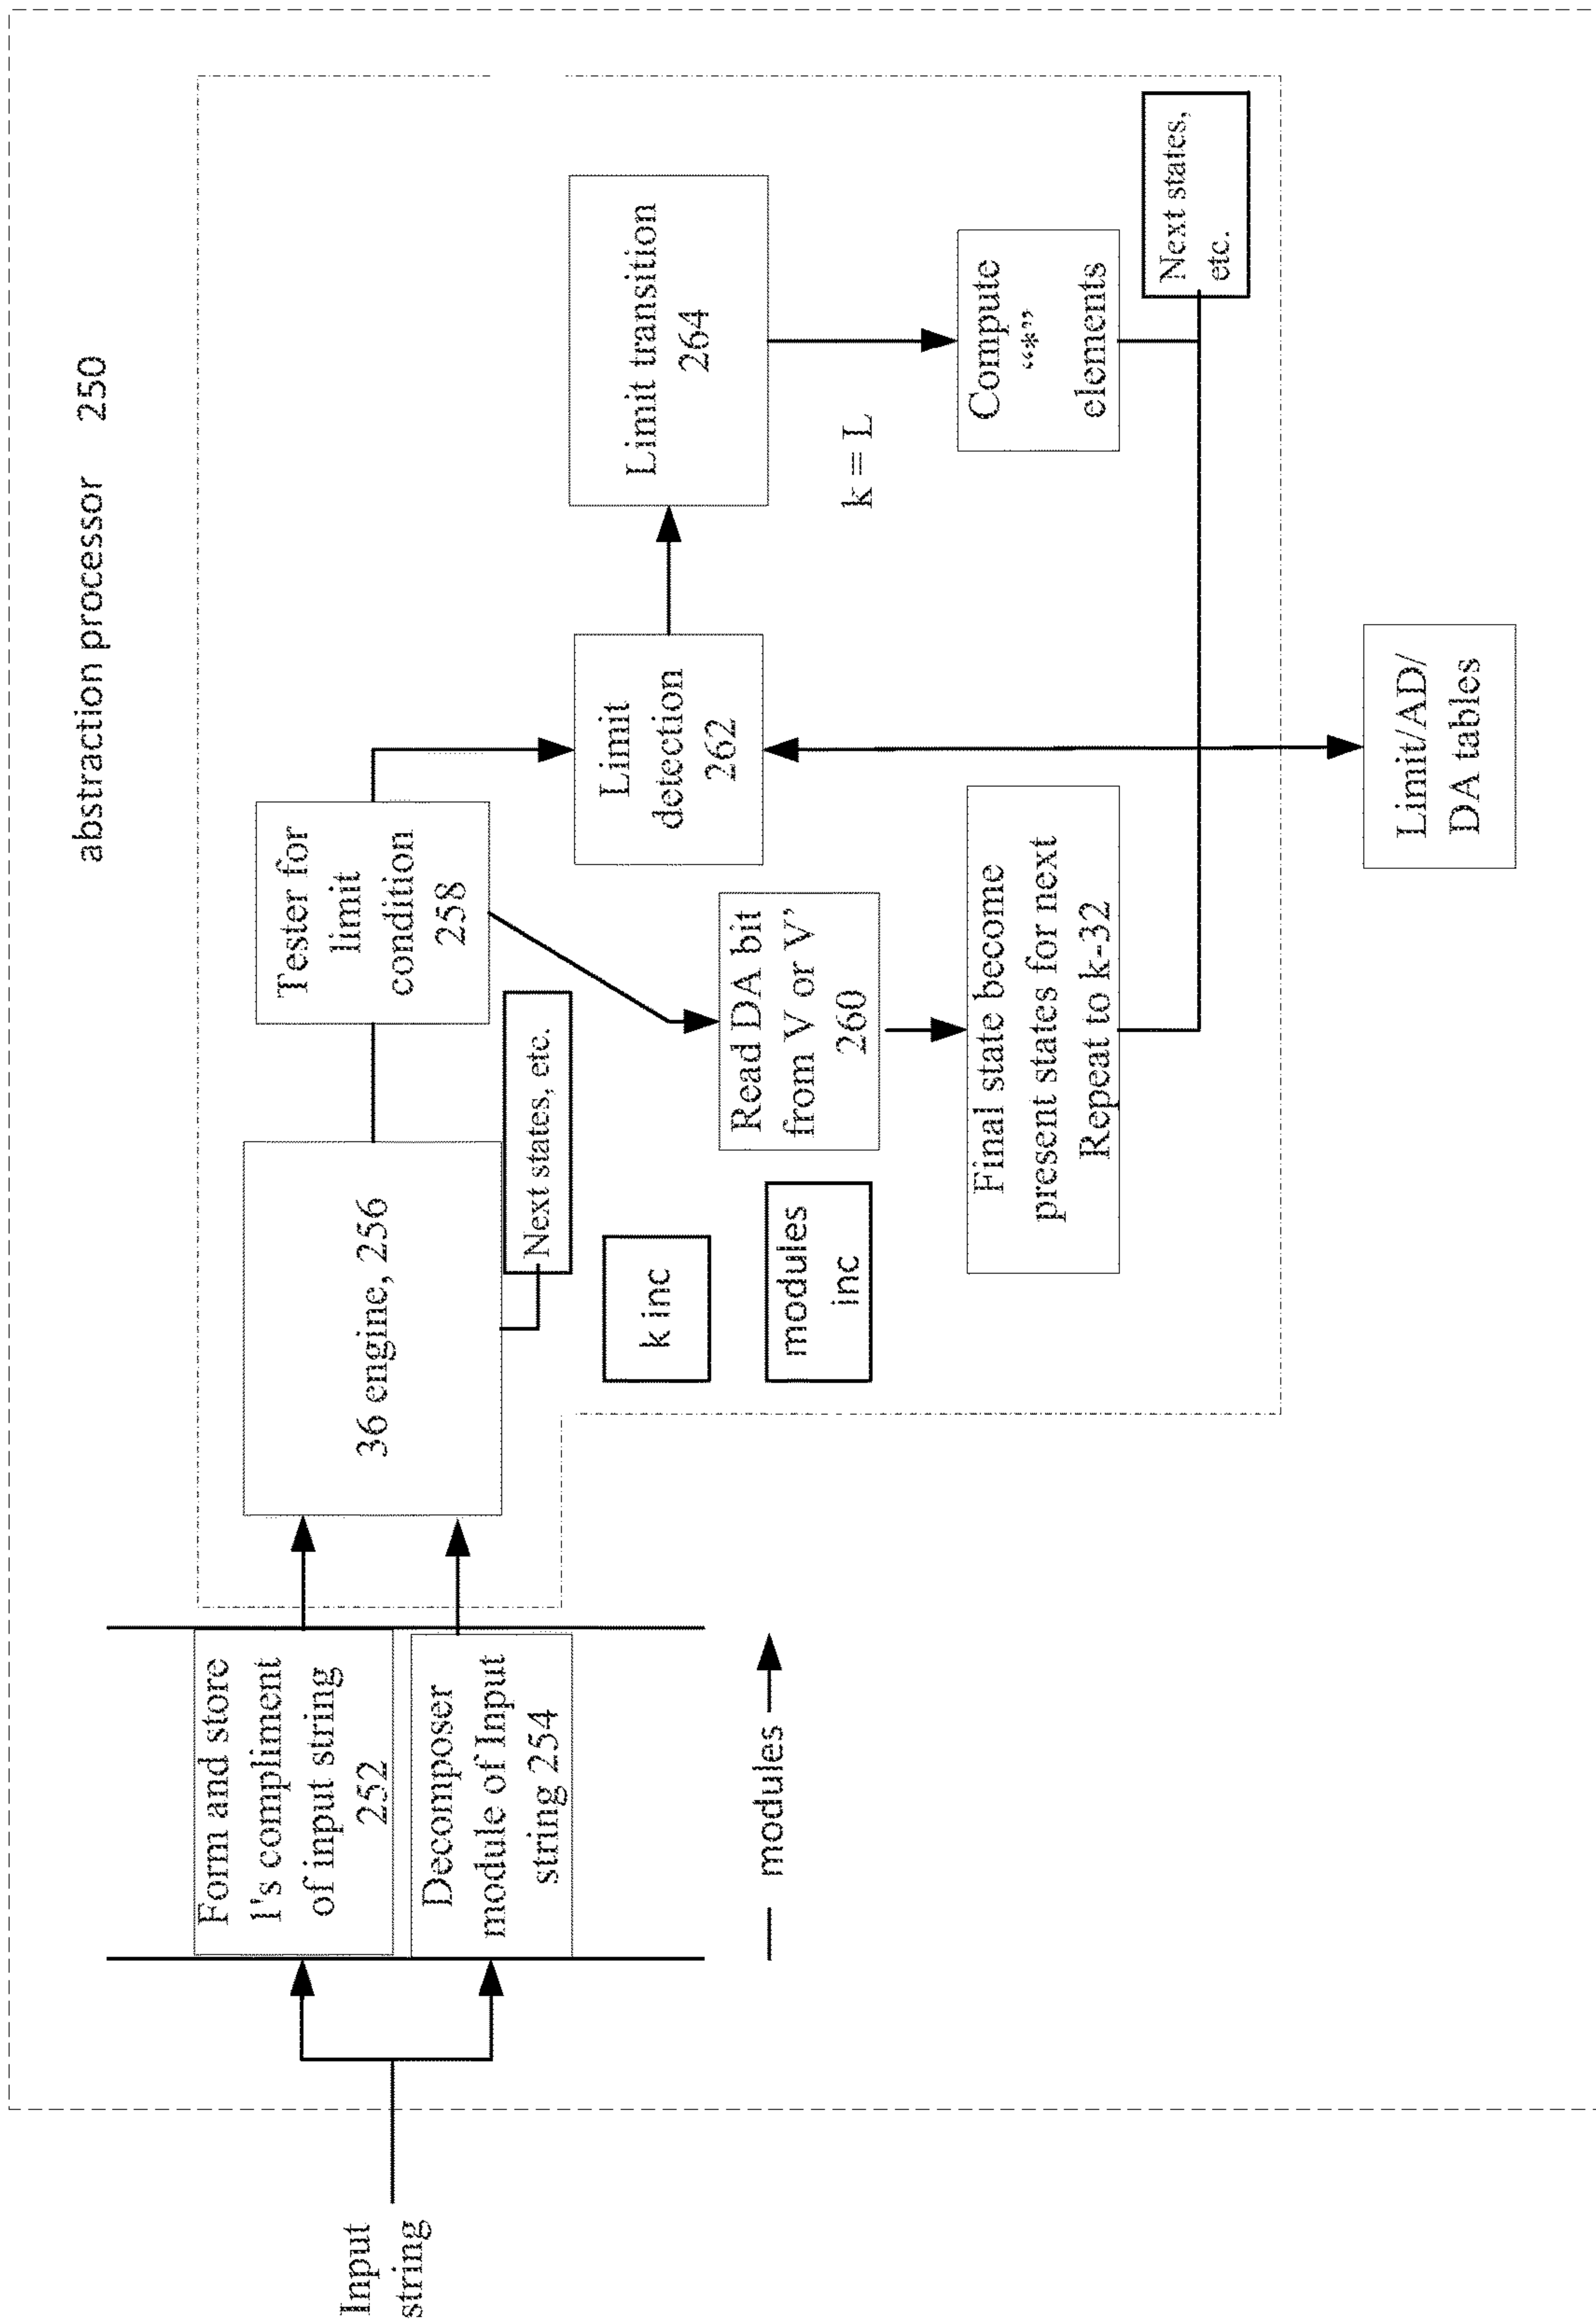 abstraction processor 250
Input
string
Form and store
1's compliment
of input string
252
Decomposer
module of Input
string 254
modules
36 engine, 256
Next states, etc.
k inc
modules
inc
Tester for
limit
condition
258
Read DA bit
from V or V’
260
Final state become
present states for next
Repeat to k-32
Limit
detection
262
Limit transition
264
k = L
Compute
“*”
elements
Next states,
etc.
Limit/AD/
DA tables